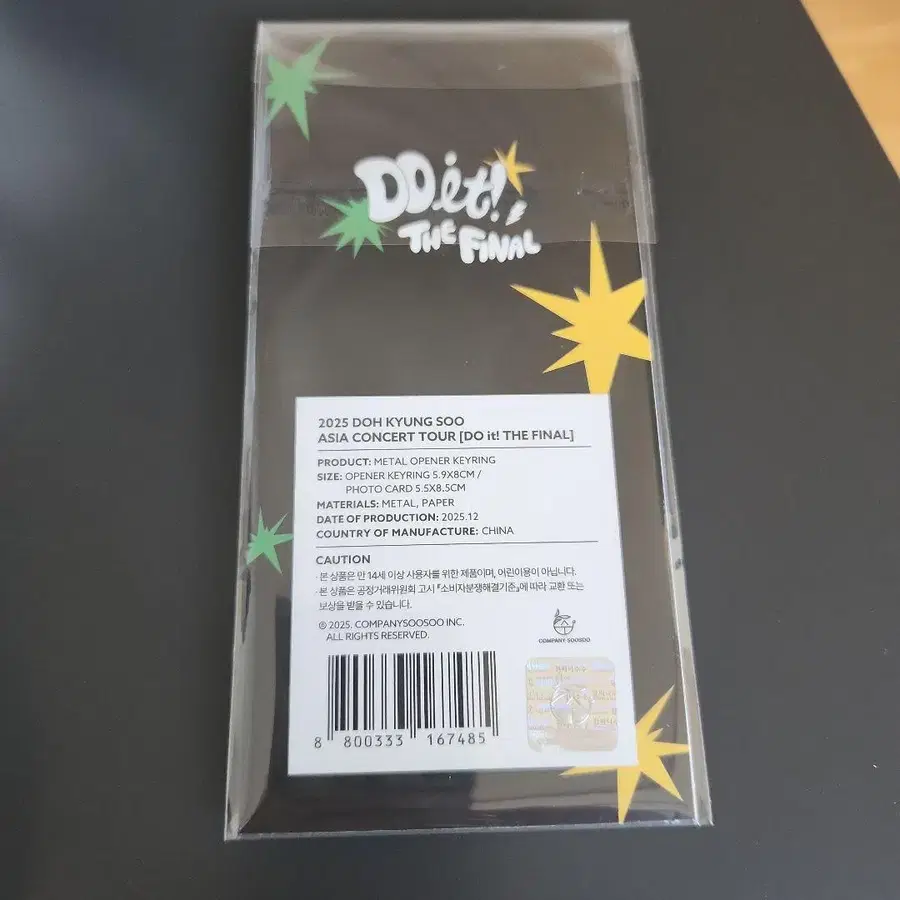 DO it!
THE FINAL
2025 DOH KYUNG SOO
ASIA CONCERT TOUR [DO it! THE FINAL]
PRODUCT: METAL OPENER KEYRING
SIZE: OPENER KEYRING 5.9X8CM /
PHOTO CARD 5.5X8.5CM
MATERIALS: METAL, PAPER
DATE OF PRODUCTION: 2025.12
COUNTRY OF MANUFACTURE: CHINA
CAUTION
· 본 상품은 만 14세 이상 사용자를 위한 제품이며, 어린이용이 아닙니다.
· 본 상품은 공정거래위원회 고시 『소비자분쟁해결기준』에 따라 교환 또는
보상을 받을 수 있습니다.
℗ 2025. COMPANYSOOSOO INC.
ALL RIGHTS RESERVED.
COMPANY SOOSOO
8 800333 167485